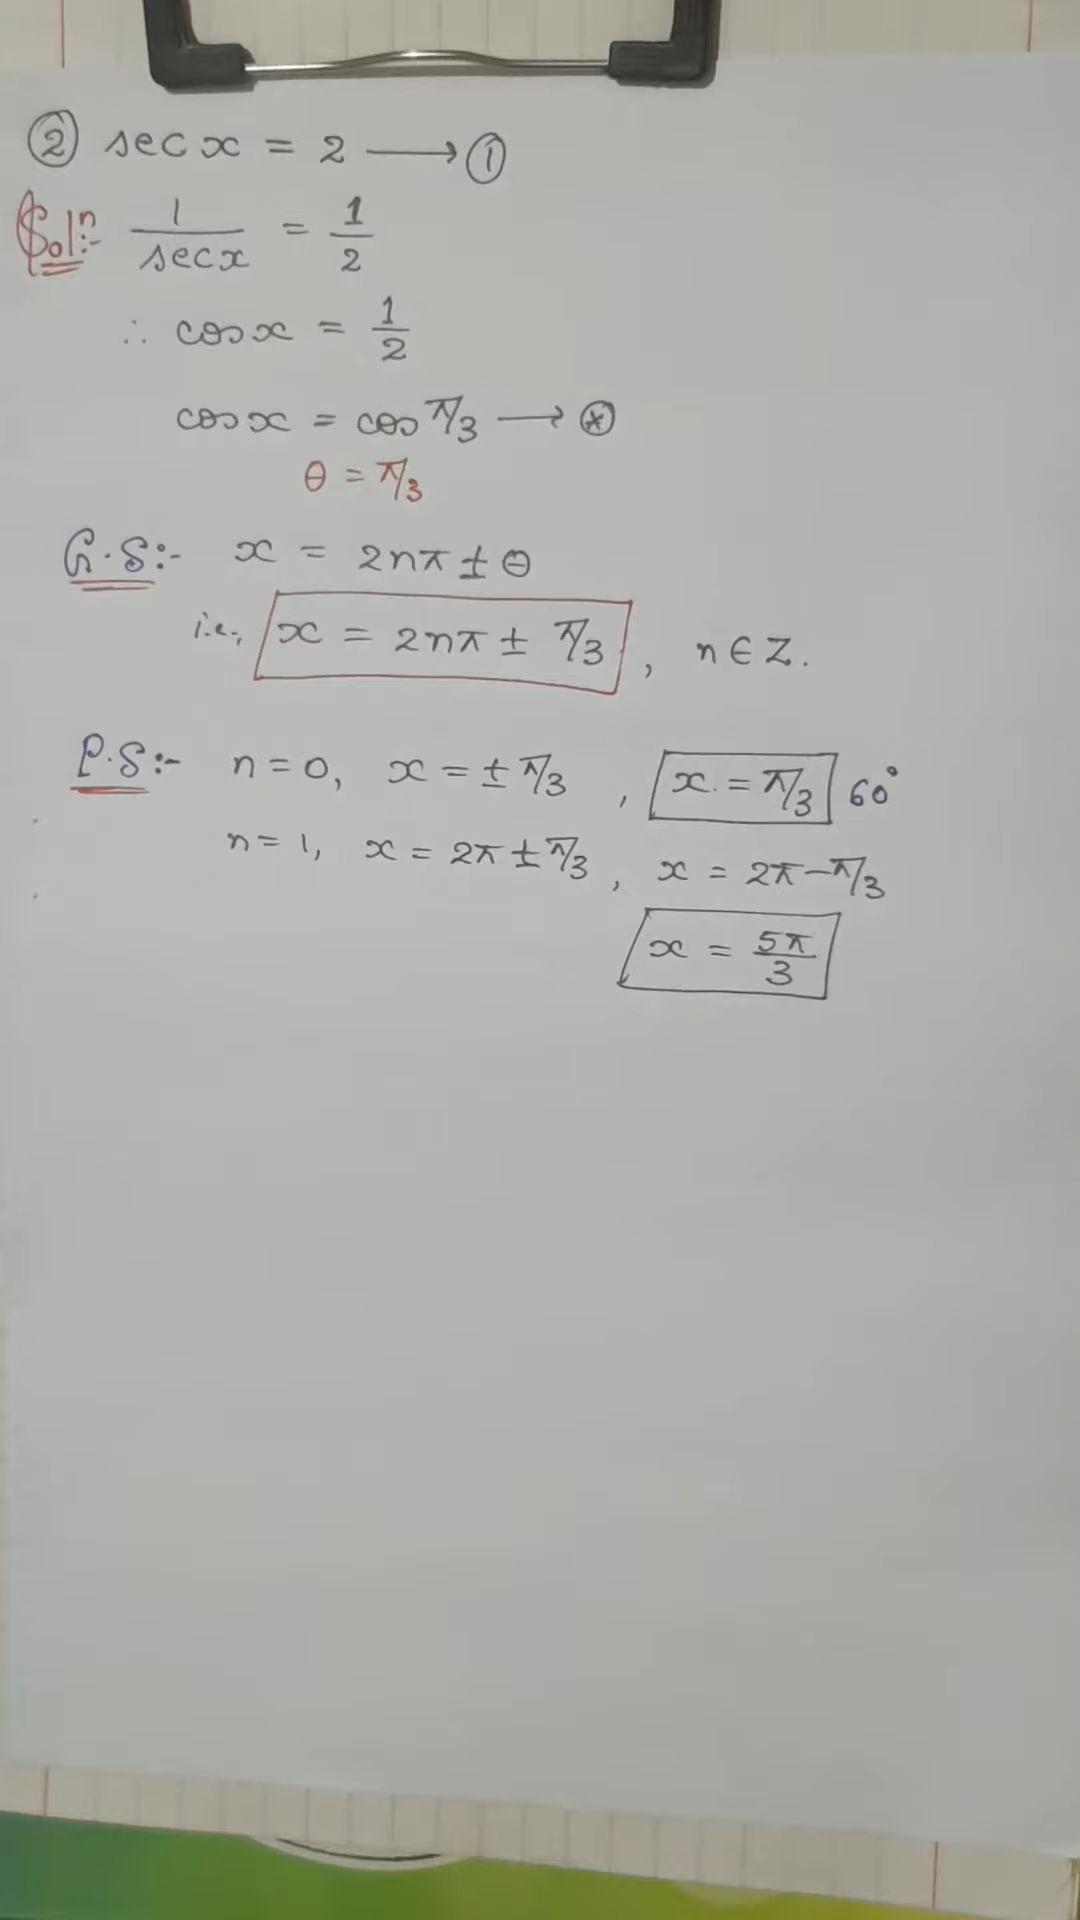 ② sec x = 2 ⟶ ①
Solⁿ:- 1/sec x = 1/2
∴ cos x = 1/2
cos x = cos π/3 ⟶ ⊛
θ = π/3
G.S:- x = 2nπ ± θ
i.e., x = 2nπ ± π/3 , n ∈ Z.
P.S:- n = 0, x = ± π/3 , x = π/3 60°
n = 1, x = 2π ± π/3 , x = 2π − π/3
x = 5π/3